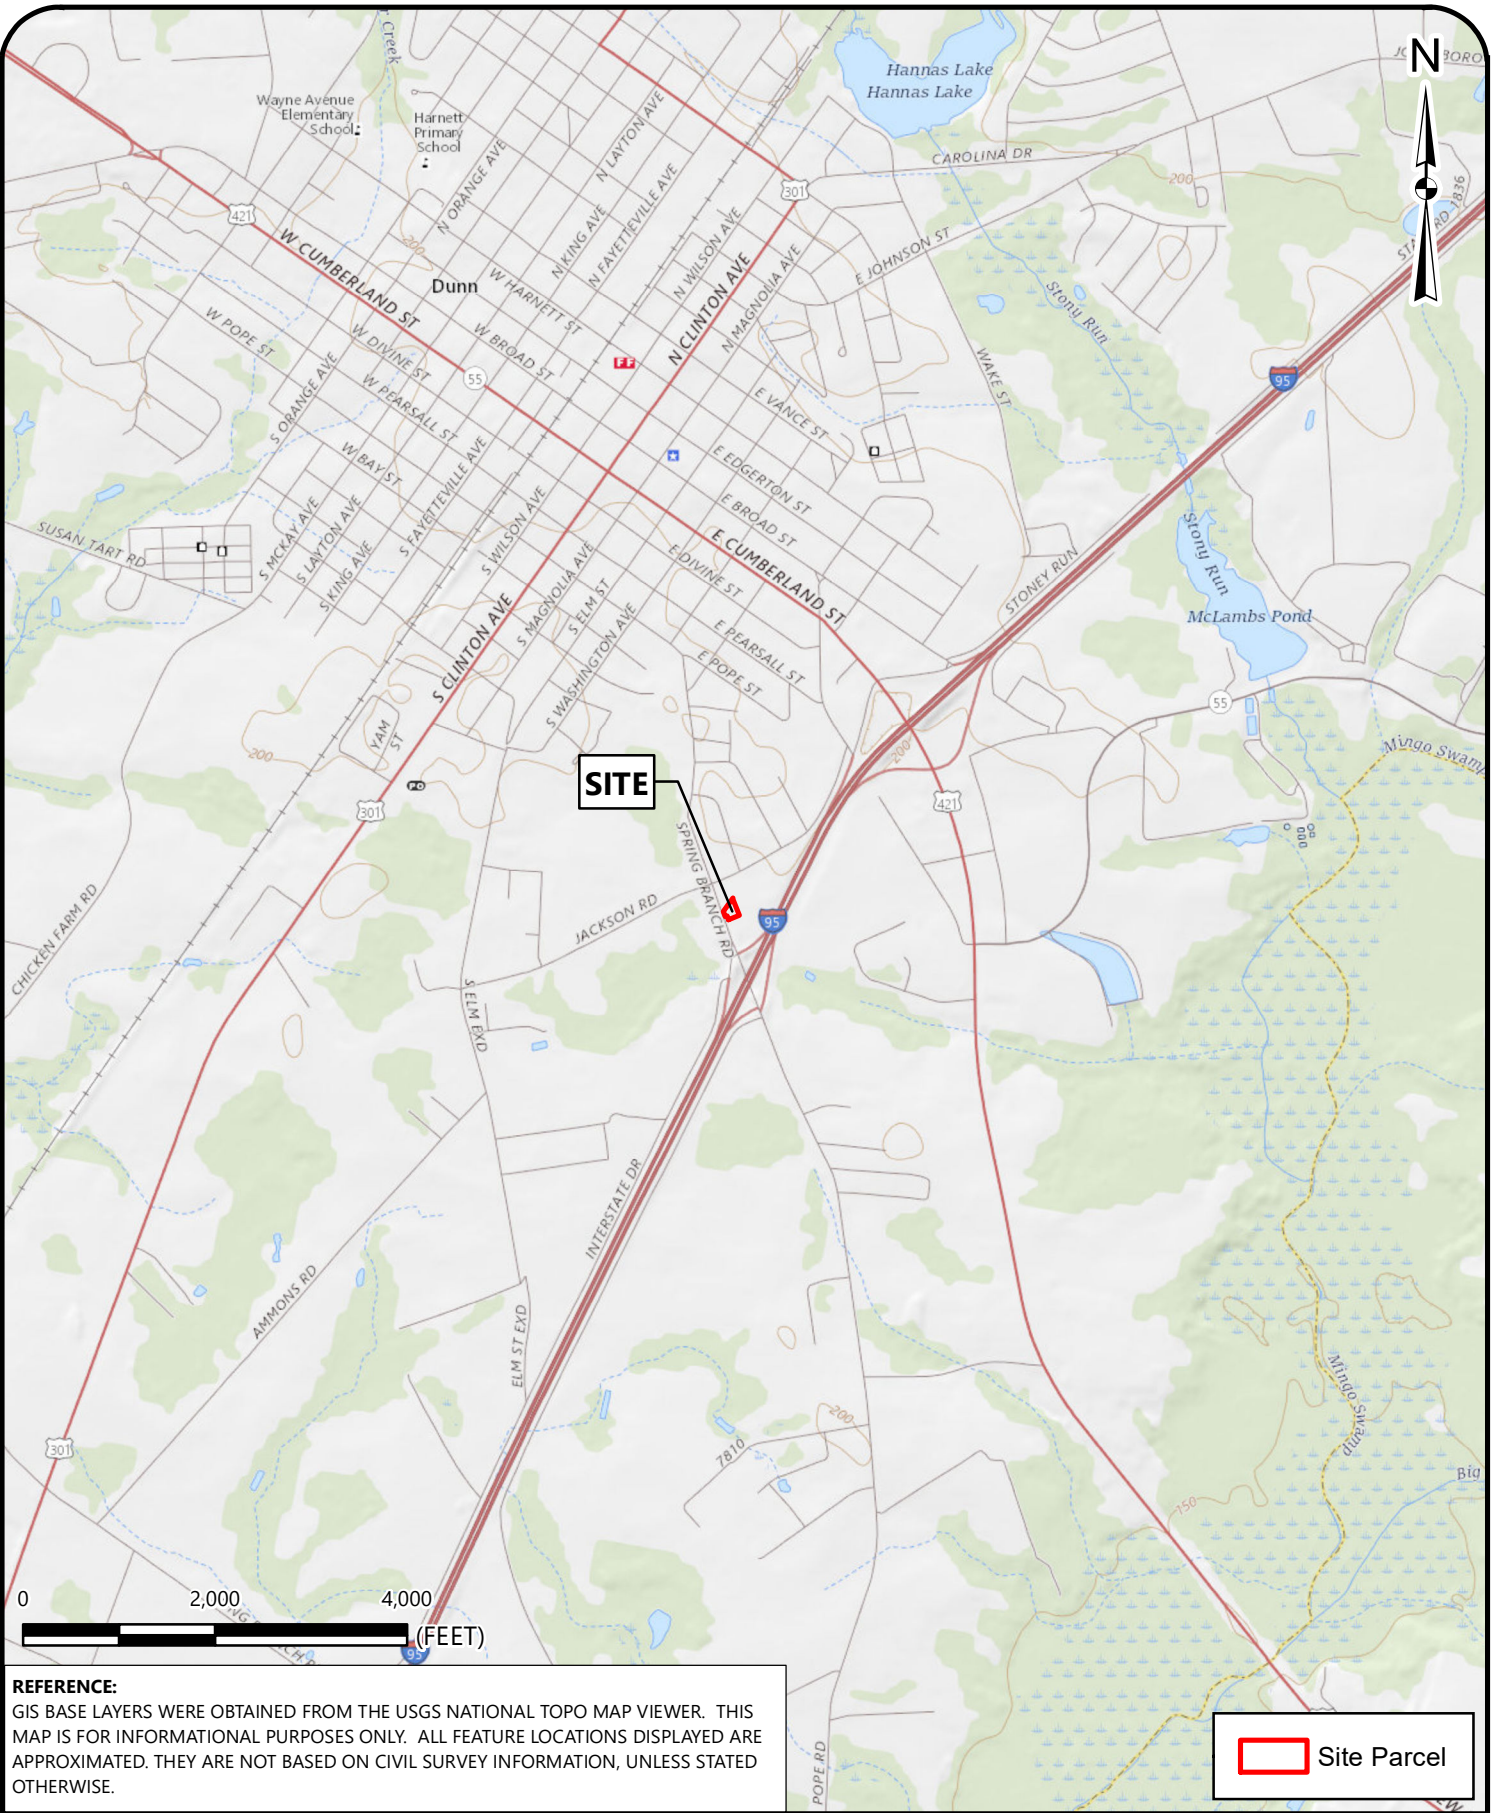 N
Creek
Hannas Lake
Hannas Lake
Wayne Avenue
Elementary
School
Harnett
Primary
School
N LAYTON AVE
CAROLINA DR
200
N ORANGE AVE
301
421
N KING AVE
N FAYETTEVILLE AVE
N WILSON AVE
E JOHNSON ST
RD 1836
W CUMBERLAND ST
200
Dunn
W HARNETT ST
N CLINTON AVE
N MAGNOLIA AVE
Stony Run
W POPE ST
W DIVINE ST
W BROAD ST
FF
WAKE ST
95
55
S ORANGE AVE
W PEARSALL ST
E VANCE ST
W BAY ST
S FAYETTEVILLE AVE
E EDGERTON ST
E BROAD ST
SUSAN TART RD
S MCKAY AVE
S LAYTON AVE
S KING AVE
S WILSON AVE
E CUMBERLAND ST
E DIVINE ST
STONEY RUN
Stony Run
McLambs Pond
S MAGNOLIA AVE
S ELM ST
S WASHINGTON AVE
S CLINTON AVE
E PEARSALL ST
E POPE ST
55
YAM
ST
200
200
Mingo Swamp
SITE
PO
301
421
SPRING BRANCH RD
JACKSON RD
95
CHICKEN FARM RD
S ELM EXD
INTERSTATE DR
AMMONS RD
ELM ST EXD
Mingo Swamp
200
7810
301
150
Big
0 2,000 4,000
(FEET)
95
POPE RD
REFERENCE:
GIS BASE LAYERS WERE OBTAINED FROM THE USGS NATIONAL TOPO MAP VIEWER. THIS
MAP IS FOR INFORMATIONAL PURPOSES ONLY. ALL FEATURE LOCATIONS DISPLAYED ARE
APPROXIMATED. THEY ARE NOT BASED ON CIVIL SURVEY INFORMATION, UNLESS STATED
OTHERWISE.
Site Parcel